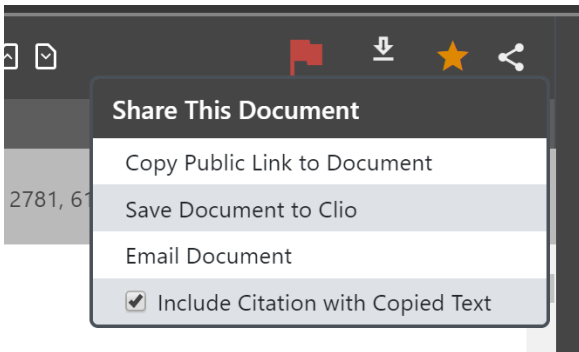 Share This Document
Copy Public Link to Document
2781, 61
Save Document to Clio
Email Document
Include Citation with Copied Text